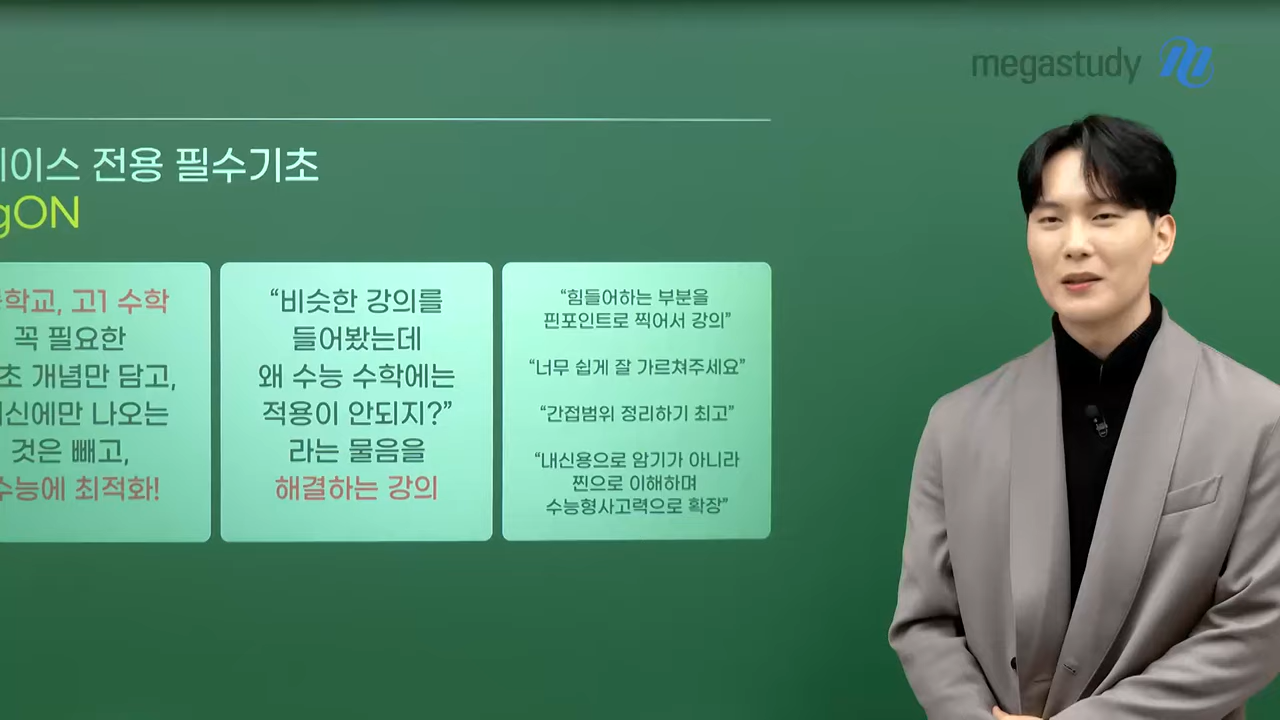 megastudy
이스 전용 필수기초
gON
학교, 고1 수학
꼭 필요한
초 개념만 담고,
신에만 나오는
것은 빼고,
수능에 최적화!
“비슷한 강의를
들어봤는데
왜 수능 수학에는
적용이 안되지?”
라는 물음을
해결하는 강의
“힘들어하는 부분을
핀포인트로 찍어서 강의”
“너무 쉽게 잘 가르쳐주세요”
“간접범위 정리하기 최고”
“내신용으로 암기가 아니라
찐으로 이해하며
수능형사고력으로 확장”